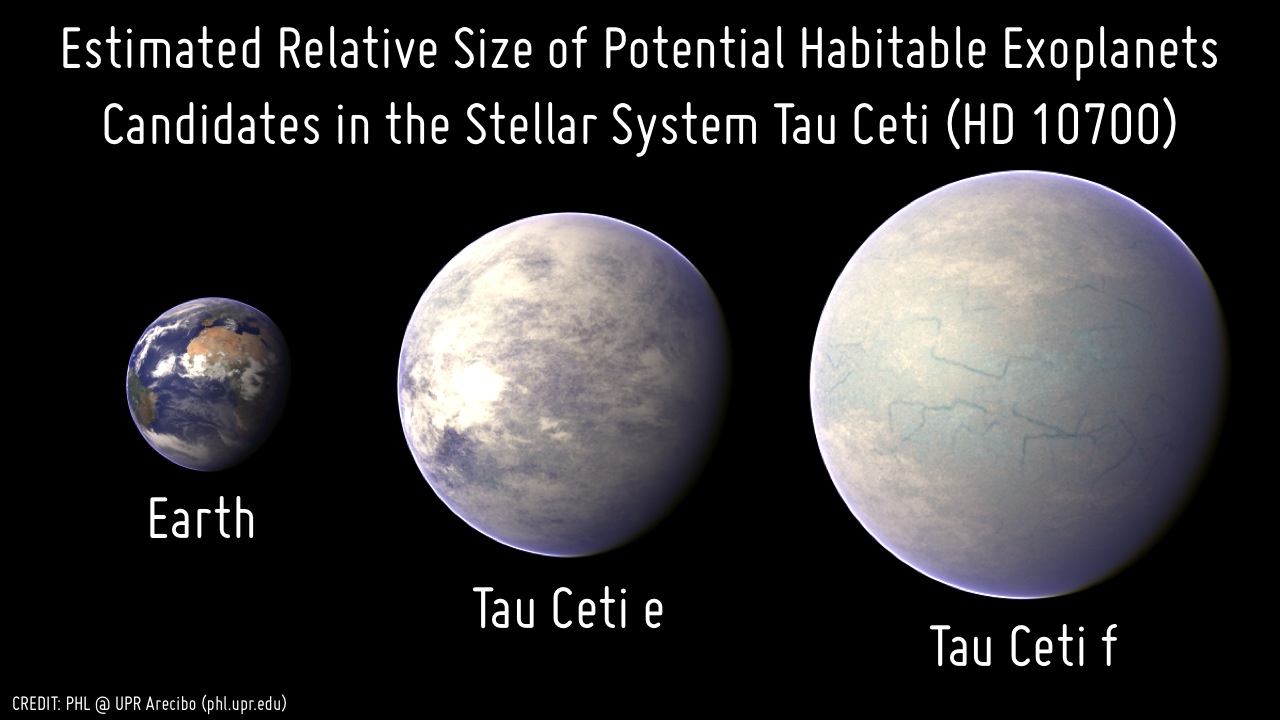 Estimated Relative Size of Potential Habitable Exoplanets
Candidates in the Stellar System Tau Ceti (HD 10700)
Earth
Tau Ceti e
Tau Ceti f
CREDIT: PHL @ UPR Arecibo (phl.upr.edu)